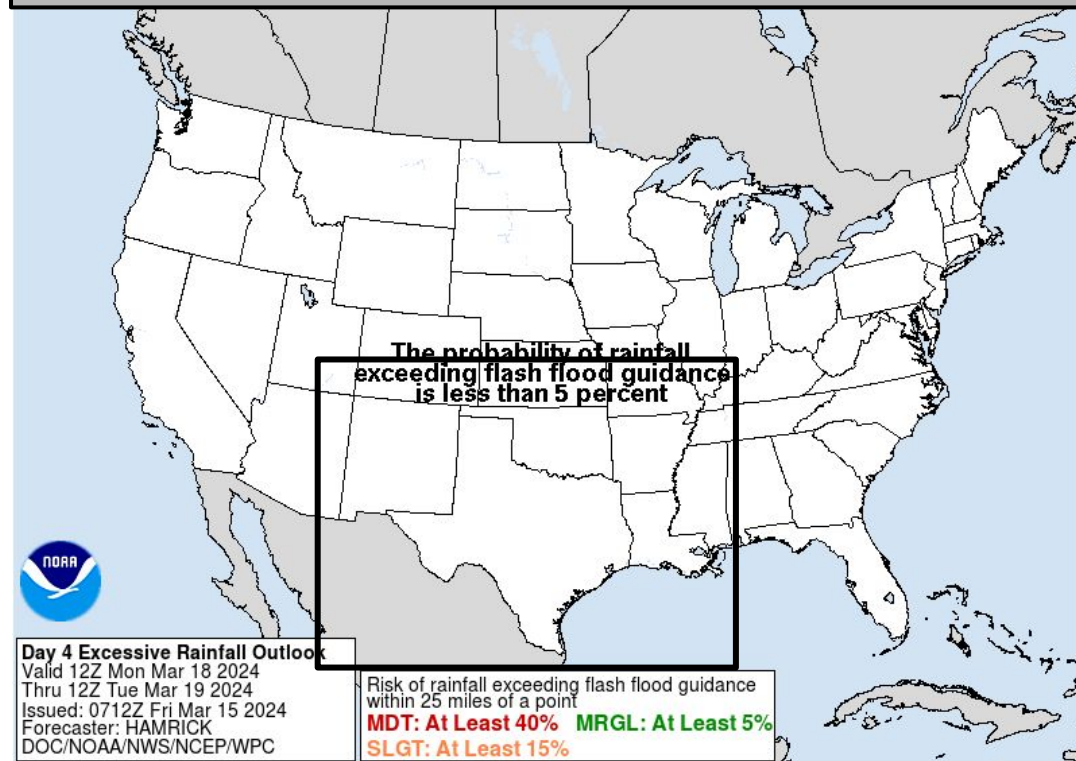 The probability of rainfall
exceeding flash flood guidance
is less than 5 percent
NOAA
Day 4 Excessive Rainfall Outlook
Valid 12Z Mon Mar 18 2024
Thru 12Z Tue Mar 19 2024
Issued: 0712Z Fri Mar 15 2024
Forecaster: HAMRICK
DOC/NOAA/NWS/NCEP/WPC
Risk of rainfall exceeding flash flood guidance
within 25 miles of a point
MDT: At Least 40% MRGL: At Least 5%
SLGT: At Least 15%